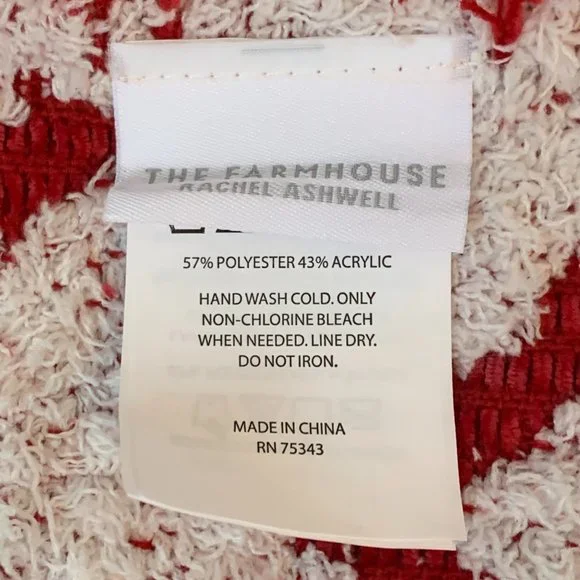 THE FARMHOUSE
RACHEL ASHWELL
57% POLYESTER 43% ACRYLIC
HAND WASH COLD. ONLY
NON-CHLORINE BLEACH
WHEN NEEDED. LINE DRY.
DO NOT IRON.
MADE IN CHINA
RN 75343